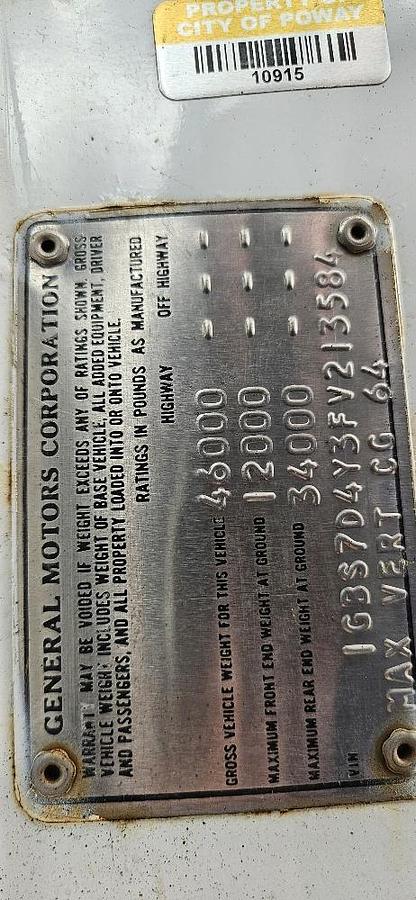 PROPERTY OF
CITY OF POWAY
10915
GENERAL MOTORS CORPORATION
WARRANTY MAY BE VOIDED IF WEIGHT EXCEEDS ANY OF RATINGS SHOWN. GROSS
VEHICLE WEIGHT INCLUDES WEIGHT OF BASE VEHICLE, ALL ADDED EQUIPMENT, DRIVER
AND PASSENGERS, AND ALL PROPERTY LOADED INTO OR ONTO VEHICLE.
RATINGS IN POUNDS AS MANUFACTURED
HIGHWAY OFF HIGHWAY
GROSS VEHICLE WEIGHT FOR THIS VEHICLE 46000 - - -
MAXIMUM FRONT END WEIGHT AT GROUND 12000 - - -
MAXIMUM REAR END WEIGHT AT GROUND 34000 - - -
VIN 1GBS7D4Y3FV213584
MAX VERT CG 64